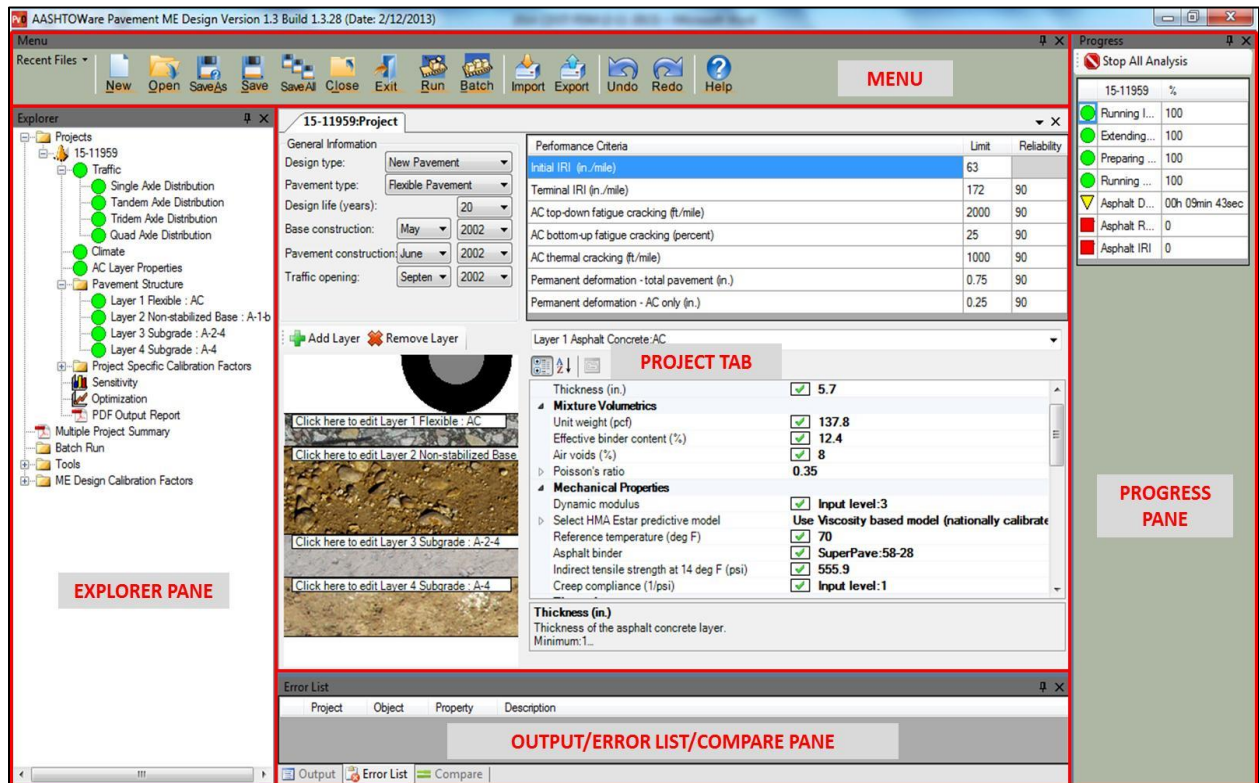 AASHTOWare Pavement ME Design Version 1.3 Build 1.3.28 (Date: 2/12/2013)
Menu
Recent Files
New
Open
SaveAs
Save
SaveAll
Close
Exit
Run
Batch
Import
Export
Undo
Redo
Help
MENU
Progress
Stop All Analysis
15-11959 %
Running I... 100
Extending... 100
Preparing ... 100
Running ... 100
Asphalt D... 00h 09min 43sec
Asphalt R... 0
Asphalt IRI 0
PROGRESS
PANE
Explorer
Projects
15-11959
Traffic
Single Axle Distribution
Tandem Axle Distribution
Tridem Axle Distribution
Quad Axle Distribution
Climate
AC Layer Properties
Pavement Structure
Layer 1 Flexible : AC
Layer 2 Non-stabilized Base : A-1-b
Layer 3 Subgrade : A-2-4
Layer 4 Subgrade : A-4
Project Specific Calibration Factors
Sensitivity
Optimization
PDF Output Report
Multiple Project Summary
Batch Run
Tools
ME Design Calibration Factors
EXPLORER PANE
15-11959:Project
General Information
Design type: New Pavement
Pavement type: Flexible Pavement
Design life (years): 20
Base construction: May 2002
Pavement construction: June 2002
Traffic opening: Septen 2002
Performance Criteria Limit Reliability
Initial IRI (in./mile) 63
Terminal IRI (in./mile) 172 90
AC top-down fatigue cracking (ft/mile) 2000 90
AC bottom-up fatigue cracking (percent) 25 90
AC thermal cracking (ft/mile) 1000 90
Permanent deformation - total pavement (in.) 0.75 90
Permanent deformation - AC only (in.) 0.25 90
Add Layer Remove Layer
Click here to edit Layer 1 Flexible : AC
Click here to edit Layer 2 Non-stabilized Base
Click here to edit Layer 3 Subgrade : A-2-4
Click here to edit Layer 4 Subgrade : A-4
Layer 1 Asphalt Concrete:AC
PROJECT TAB
Thickness (in.) 5.7
Mixture Volumetrics
Unit weight (pcf) 137.8
Effective binder content (%) 12.4
Air voids (%) 8
Poisson's ratio 0.35
Mechanical Properties
Dynamic modulus Input level:3
Select HMA Estar predictive model Use Viscosity based model (nationally calibrate
Reference temperature (deg F) 70
Asphalt binder SuperPave:58-28
Indirect tensile strength at 14 deg F (psi) 555.9
Creep compliance (1/psi) Input level:1
Thickness (in.)
Thickness of the asphalt concrete layer.
Minimum:1...
Error List
Project Object Property Description
OUTPUT/ERROR LIST/COMPARE PANE
Output Error List Compare